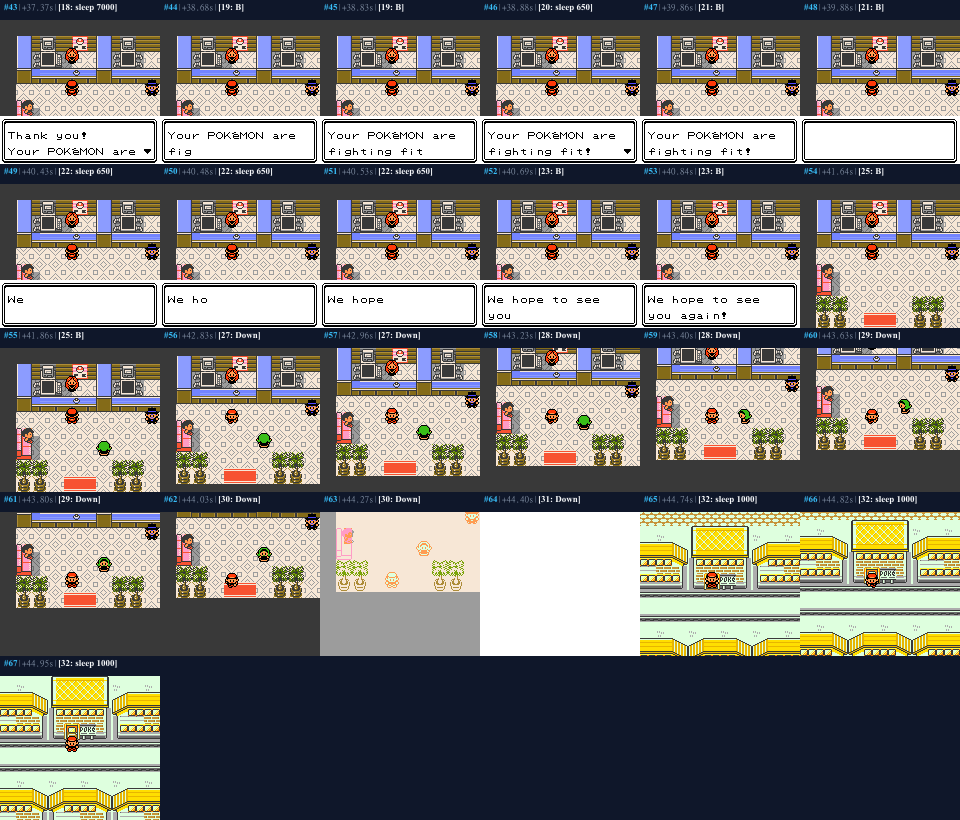 #43|+37.37s| [18: sleep 7000]
#44|+38.68s| [19: B]
#45|+38.83s| [19: B]
#46|+38.88s| [20: sleep 650]
#47|+39.86s| [21: B]
#48|+39.88s| [21: B]
Thank you!
Your POKéMON are ▼
Your POKéMON are
fig
Your POKéMON are
fighting fit
Your POKéMON are
fighting fit! ▼
Your POKéMON are
fighting fit!
#49|+40.43s| [22: sleep 650]
#50|+40.48s| [22: sleep 650]
#51|+40.53s| [22: sleep 650]
#52|+40.69s| [23: B]
#53|+40.84s| [23: B]
#54|+41.64s| [25: B]
We
We ho
We hope
We hope to see
you
We hope to see
you again!
#55|+41.86s| [25: B]
#56|+42.83s| [27: Down]
#57|+42.96s| [27: Down]
#58|+43.23s| [28: Down]
#59|+43.40s| [28: Down]
#60|+43.63s| [29: Down]
#61|+43.80s| [29: Down]
#62|+44.03s| [30: Down]
#63|+44.27s| [30: Down]
#64|+44.40s| [31: Down]
#65|+44.74s| [32: sleep 1000]
#66|+44.82s| [32: sleep 1000]
POKé
POKé
#67|+44.95s| [32: sleep 1000]
POKé